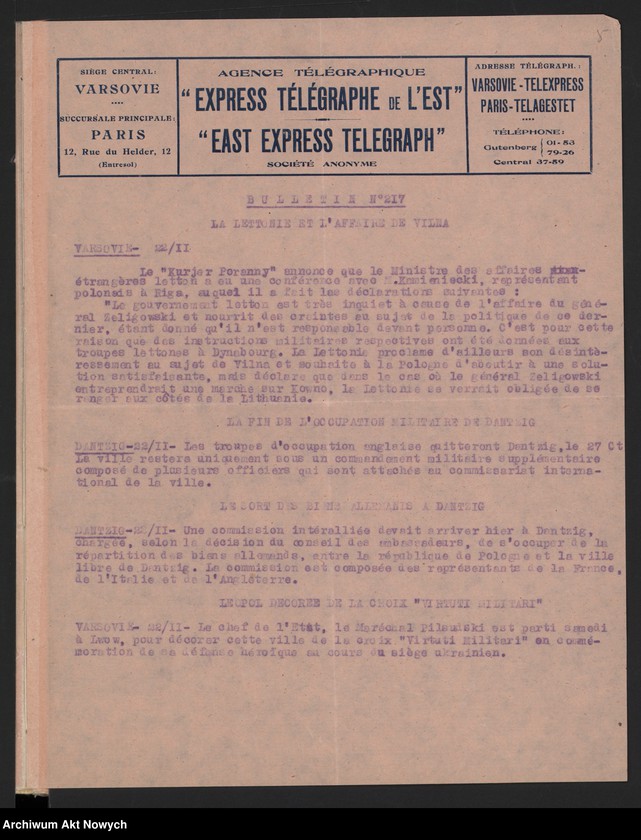 5
SIÈGE CENTRAL:
VARSOVIE
SUCCURSALE PRINCIPALE:
PARIS
12, Rue du Helder, 12
(Entresol)
AGENCE TÉLÉGRAPHIQUE
"EXPRESS TÉLÉGRAPHE DE L'EST"
"EAST EXPRESS TELEGRAPH"
SOCIÉTÉ ANONYME
ADRESSE TÉLÉGRAPH.:
VARSOVIE-TELEXPRESS
PARIS-TELAGESTET
TÉLÉPHONE:
Gutenberg { 01-53
79-26
Central 37-59
BULLETIN N°217
LA LETTONIE ET L'AFFAIRE DE VILNA
VARSOVIE- 22/II
Le "Kurjer Poranny" annonce que le Ministre des affaires
étrangères letton a eu une conférence avec M.Kamieniecki, représentant
polonais à Riga, auquel il a fait les déclarations suivantes :
"Le gouvernement letton est très inquiet à cause de l'affaire du géné-
ral Zeligowski et nourrit des craintes au sujet de la politique de ce der-
nier, étant donné qu'il n'est responsable devant personne. C'est pour cette
raison que des instructions militaires respectives ont été données aux
troupes lettones à Dynabourg. La Lettonie proclame d'ailleurs son désinté-
ressement au sujet de Vilna et souhaite à la Pologne d'aboutir à une solu-
tion satisfaisante, mais déclare que dans le cas où le général Zeligowski
entreprendrait une marche sur Kowno, la Lettonie se verrait obligée de se
ranger aux côtés de la Lithuanie.
LA FIN DE L'OCCUPATION MILITAIRE DE DANTZIG
DANTZIG-22/II- Les troupes d'occupation anglaise quitteront Dantzig, le 27 Ct
La ville restera uniquement sous un commandement militaire supplémentaire
composé de plusieurs officiers qui sont attachés au commissariat interna-
tional de la ville.
LE SORT DES BIENS ALLEMANDS A DANTZIG
DANTZIG-22/II- Une commission interalliée devait arriver hier à Dantzig,
chargée, selon la décision du conseil des ambassadeurs, de s'occuper de la
répartition des biens allemands, entre la république de Pologne et la ville
libre de Dantzig. La commission est composée des représentants de la France,
de l'Italie et de l'Angleterre.
LEOPOL DECOREE DE LA CROIX "VIRTUTI MILITARI"
VARSOVIE- 22/II- Le chef de l'Etat, le Maréchal Pilsudski est parti samedi
à Lwow, pour décorer cette ville de la croix "Virtuti Militari" en commé-
moration de sa défense héroïque au cours du siège ukrainien.
Archiwum Akt Nowych